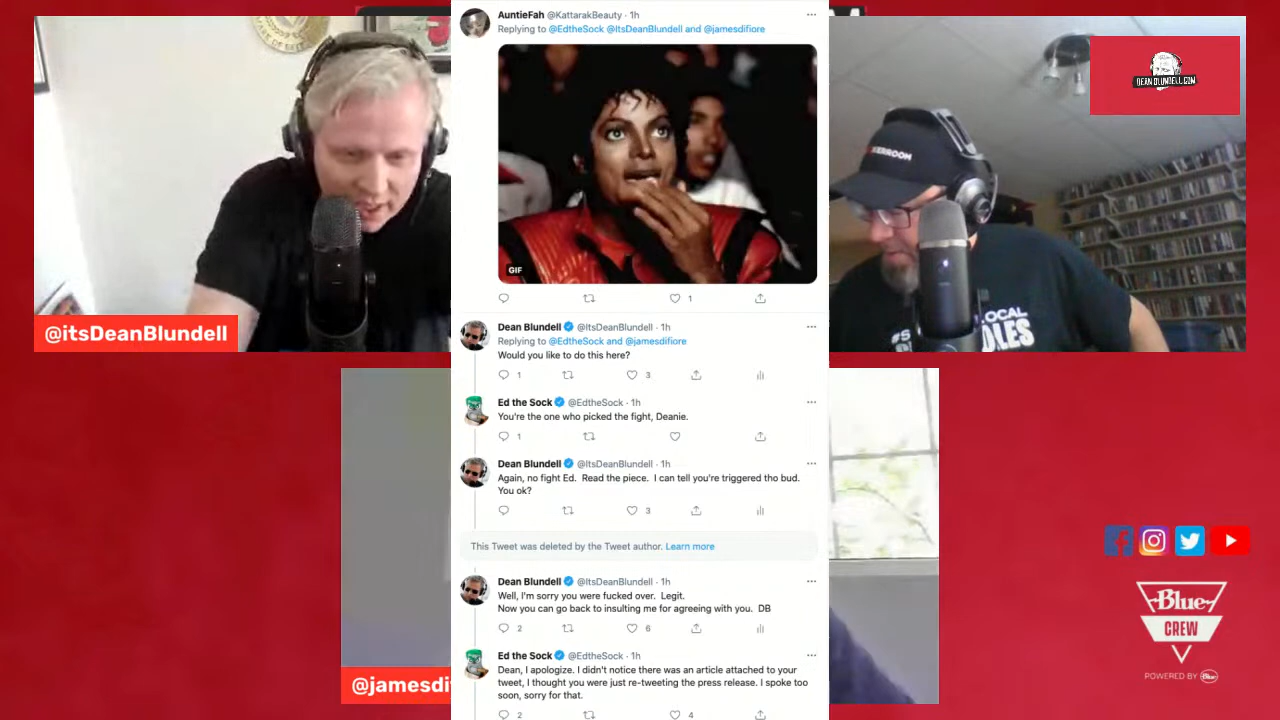 AuntieFah @KattarakBeauty · 1h
Replying to @EdtheSock @ItsDeanBlundell and @jamesdifiore
GIF
1
Dean Blundell @ItsDeanBlundell · 1h
Replying to @EdtheSock and @jamesdifiore
Would you like to do this here?
1 3
Ed the Sock @EdtheSock · 1h
You're the one who picked the fight, Deanie.
1
Dean Blundell @ItsDeanBlundell · 1h
Again, no fight Ed. Read the piece. I can tell you're triggered tho bud.
You ok?
3
This Tweet was deleted by the Tweet author. Learn more
Dean Blundell @ItsDeanBlundell · 1h
Well, I'm sorry you were fucked over. Legit.
Now you can go back to insulting me for agreeing with you. DB
2 6
Ed the Sock @EdtheSock · 1h
Dean, I apologize. I didn't notice there was an article attached to your
tweet, I thought you were just re-tweeting the press release. I spoke too
soon, sorry for that.
2 4
@itsDeanBlundell
@jamesdi
DEANBLUNDELL.COM
KERROOM
LOCAL
Blue
CREW
POWERED BY Blue